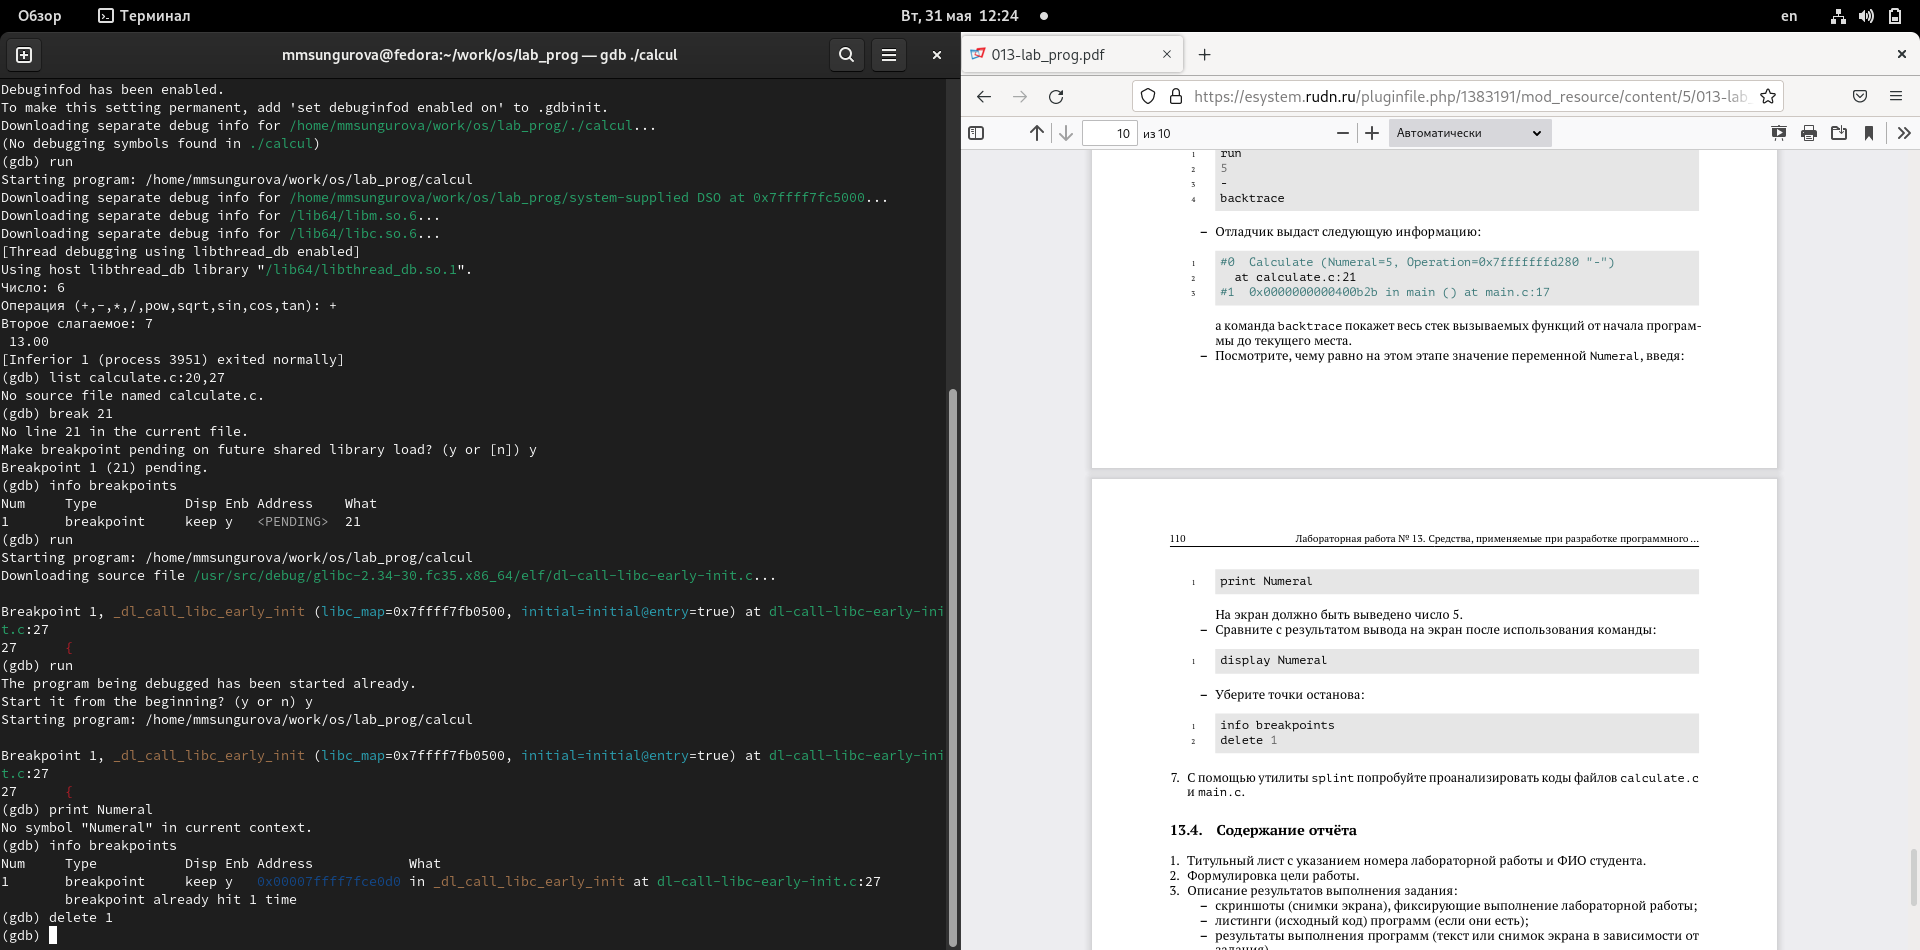 Обзор
Терминал
Вт, 31 мая 12:24
en
mmsungurova@fedora:~/work/os/lab_prog — gdb ./calcul
Debuginfod has been enabled.
To make this setting permanent, add 'set debuginfod enabled on' to .gdbinit.
Downloading separate debug info for /home/mmsungurova/work/os/lab_prog/./calcul...
(No debugging symbols found in ./calcul)
(gdb) run
Starting program: /home/mmsungurova/work/os/lab_prog/calcul
Downloading separate debug info for /home/mmsungurova/work/os/lab_prog/system-supplied DSO at 0x7ffff7fc5000...
Downloading separate debug info for /lib64/libm.so.6...
Downloading separate debug info for /lib64/libc.so.6...
[Thread debugging using libthread_db enabled]
Using host libthread_db library "/lib64/libthread_db.so.1".
Число: 6
Операция (+,-,*,/,pow,sqrt,sin,cos,tan): +
Второе слагаемое: 7
13.00
[Inferior 1 (process 3951) exited normally]
(gdb) list calculate.c:20,27
No source file named calculate.c.
(gdb) break 21
No line 21 in the current file.
Make breakpoint pending on future shared library load? (y or [n]) y
Breakpoint 1 (21) pending.
(gdb) info breakpoints
Num     Type           Disp Enb Address    What
1       breakpoint     keep y   <PENDING>  21
(gdb) run
Starting program: /home/mmsungurova/work/os/lab_prog/calcul
Downloading source file /usr/src/debug/glibc-2.34-30.fc35.x86_64/elf/dl-call-libc-early-init.c...
Breakpoint 1, _dl_call_libc_early_init (libc_map=0x7ffff7fb0500, initial=initial@entry=true) at dl-call-libc-early-ini
t.c:27
27      {
(gdb) run
The program being debugged has been started already.
Start it from the beginning? (y or n) y
Starting program: /home/mmsungurova/work/os/lab_prog/calcul
Breakpoint 1, _dl_call_libc_early_init (libc_map=0x7ffff7fb0500, initial=initial@entry=true) at dl-call-libc-early-ini
t.c:27
27      {
(gdb) print Numeral
No symbol "Numeral" in current context.
(gdb) info breakpoints
Num     Type           Disp Enb Address            What
1       breakpoint     keep y   0x00007ffff7fce0d0 in _dl_call_libc_early_init at dl-call-libc-early-init.c:27
        breakpoint already hit 1 time
(gdb) delete 1
(gdb)
013-lab_prog.pdf
https://esystem.rudn.ru/pluginfile.php/1383191/mod_resource/content/5/013-lab_
10 из 10
Автоматически
1 run
2 5
3 -
4 backtrace
– Отладчик выдаст следующую информацию:
1 #0  Calculate (Numeral=5, Operation=0x7fffffffd280 "-")
2   at calculate.c:21
3 #1  0x0000000000400b2b in main () at main.c:17
а команда backtrace покажет весь стек вызываемых функций от начала програм-
мы до текущего места.
– Посмотрите, чему равно на этом этапе значение переменной Numeral, введя:
110 Лабораторная работа № 13. Средства, применяемые при разработке программного ...
1 print Numeral
На экран должно быть выведено число 5.
– Сравните с результатом вывода на экран после использования команды:
1 display Numeral
– Уберите точки останова:
1 info breakpoints
2 delete 1
7. С помощью утилиты splint попробуйте проанализировать коды файлов calculate.c
и main.c.
13.4. Содержание отчёта
1. Титульный лист с указанием номера лабораторной работы и ФИО студента.
2. Формулировка цели работы.
3. Описание результатов выполнения задания:
– скриншоты (снимки экрана), фиксирующие выполнение лабораторной работы;
– листинги (исходный код) программ (если они есть);
– результаты выполнения программ (текст или снимок экрана в зависимости от
задания).